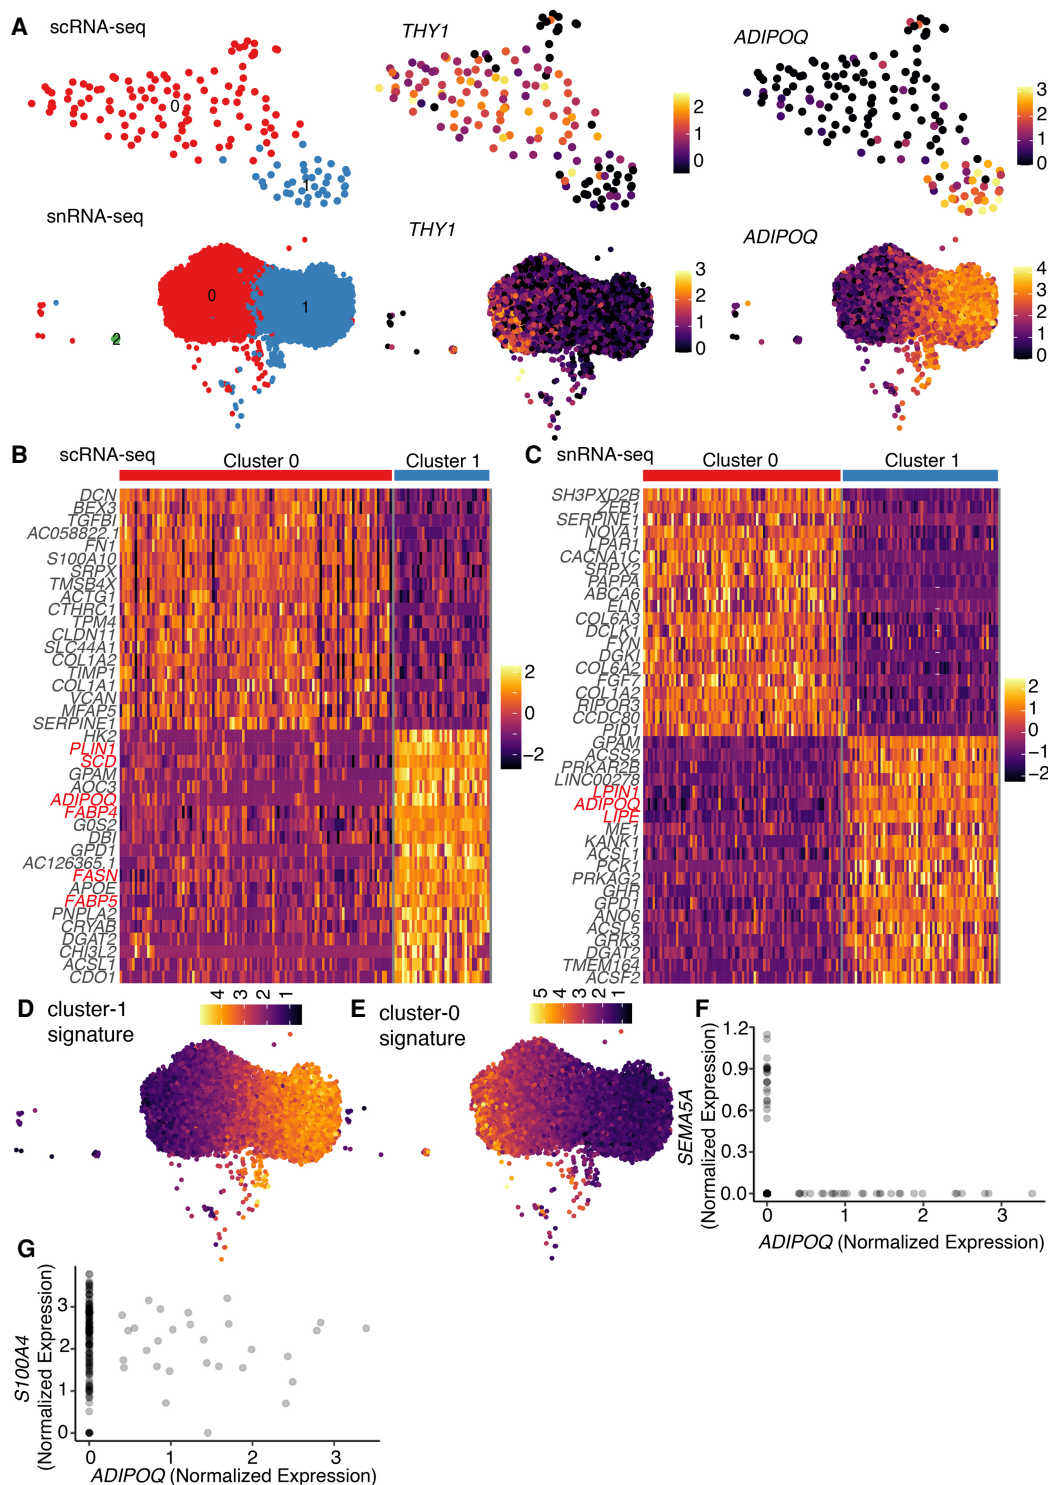 A
scRNA-seq
THY1
ADIPOQ
0
1
2
1
0
3
2
1
0
snRNA-seq
THY1
ADIPOQ
0
1
2
3
2
1
0
4
3
2
1
0
B
scRNA-seq
Cluster 0
Cluster 1
DCN
BEX3
TGFBI
AC058822.1
FN1
S100A10
SRPX
TMSB4X
ACTG1
CTHRC1
TPM4
CLDN11
SLC44A1
COL1A2
TIMP1
COL1A1
VCAN
MFAP5
SERPINE1
HK2
PLIN1
SCD
GPAM
AOC3
ADIPOQ
FABP4
G0S2
DBI
GPD1
AC126365.1
FASN
APOE
FABP5
PNPLA2
CRYAB
DGAT2
CHI3L2
ACSL1
CDO1
2
0
−2
C
snRNA-seq
Cluster 0
Cluster 1
SH3PXD2B
ZEB1
SERPINE1
NOVA1
LPAR1
CACNA1C
SRPX2
PAPPA
ABCA6
ELN
COL6A3
DCLK1
FYN
DGKI
COL6A2
FGF7
COL1A2
RIPOR3
CCDC80
PID1
GPAM
ACSS2
PRKAR2B
LINC00278
LPIN1
ADIPOQ
LIPE
ME1
KANK1
ACSL1
PCK1
PRKAG2
GHR
GPD1
ANO6
ACSL5
GRK3
DGAT2
TMEM164
ACSF2
2
1
0
−1
−2
D
cluster-1
signature
4
3
2
1
E
cluster-0
signature
5
4
3
2
1
F
SEMA5A
(Normalized Expression)
1.2
0.9
0.6
0.3
0.0
0
1
2
3
ADIPOQ (Normalized Expression)
G
S100A4
(Normalized Expression)
3
2
1
0
0
1
2
3
ADIPOQ (Normalized Expression)